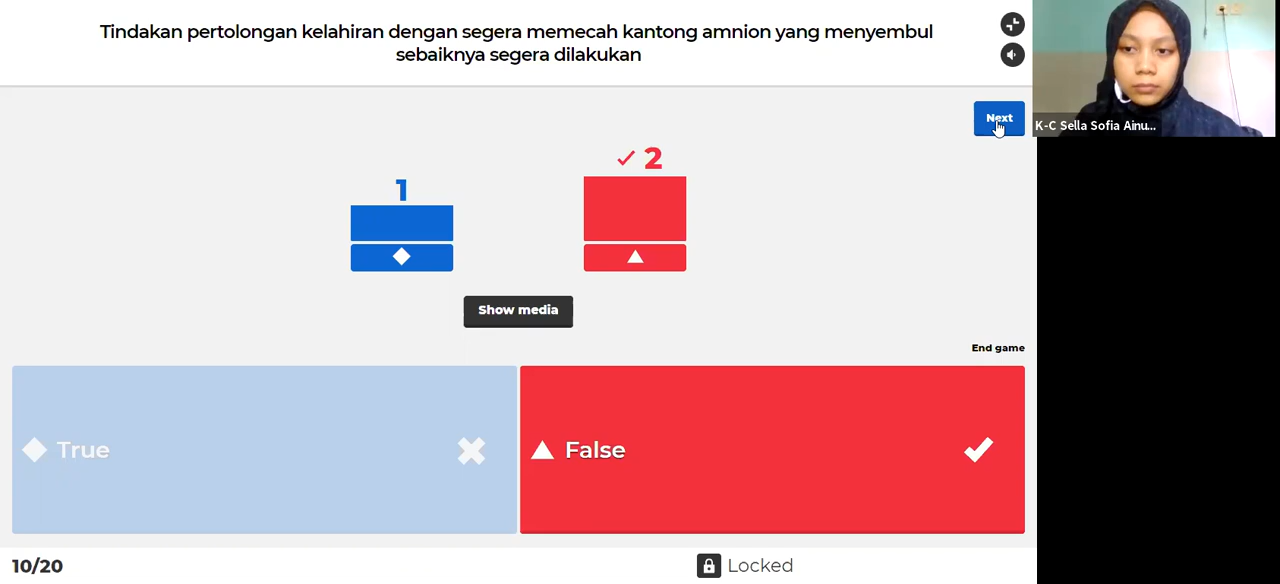 Tindakan pertolongan kelahiran dengan segera memecah kantong amnion yang menyembul
sebaiknya segera dilakukan
Next
K-C Sella Sofia Ainu...
1
2
Show media
End game
True
False
10/20
Locked